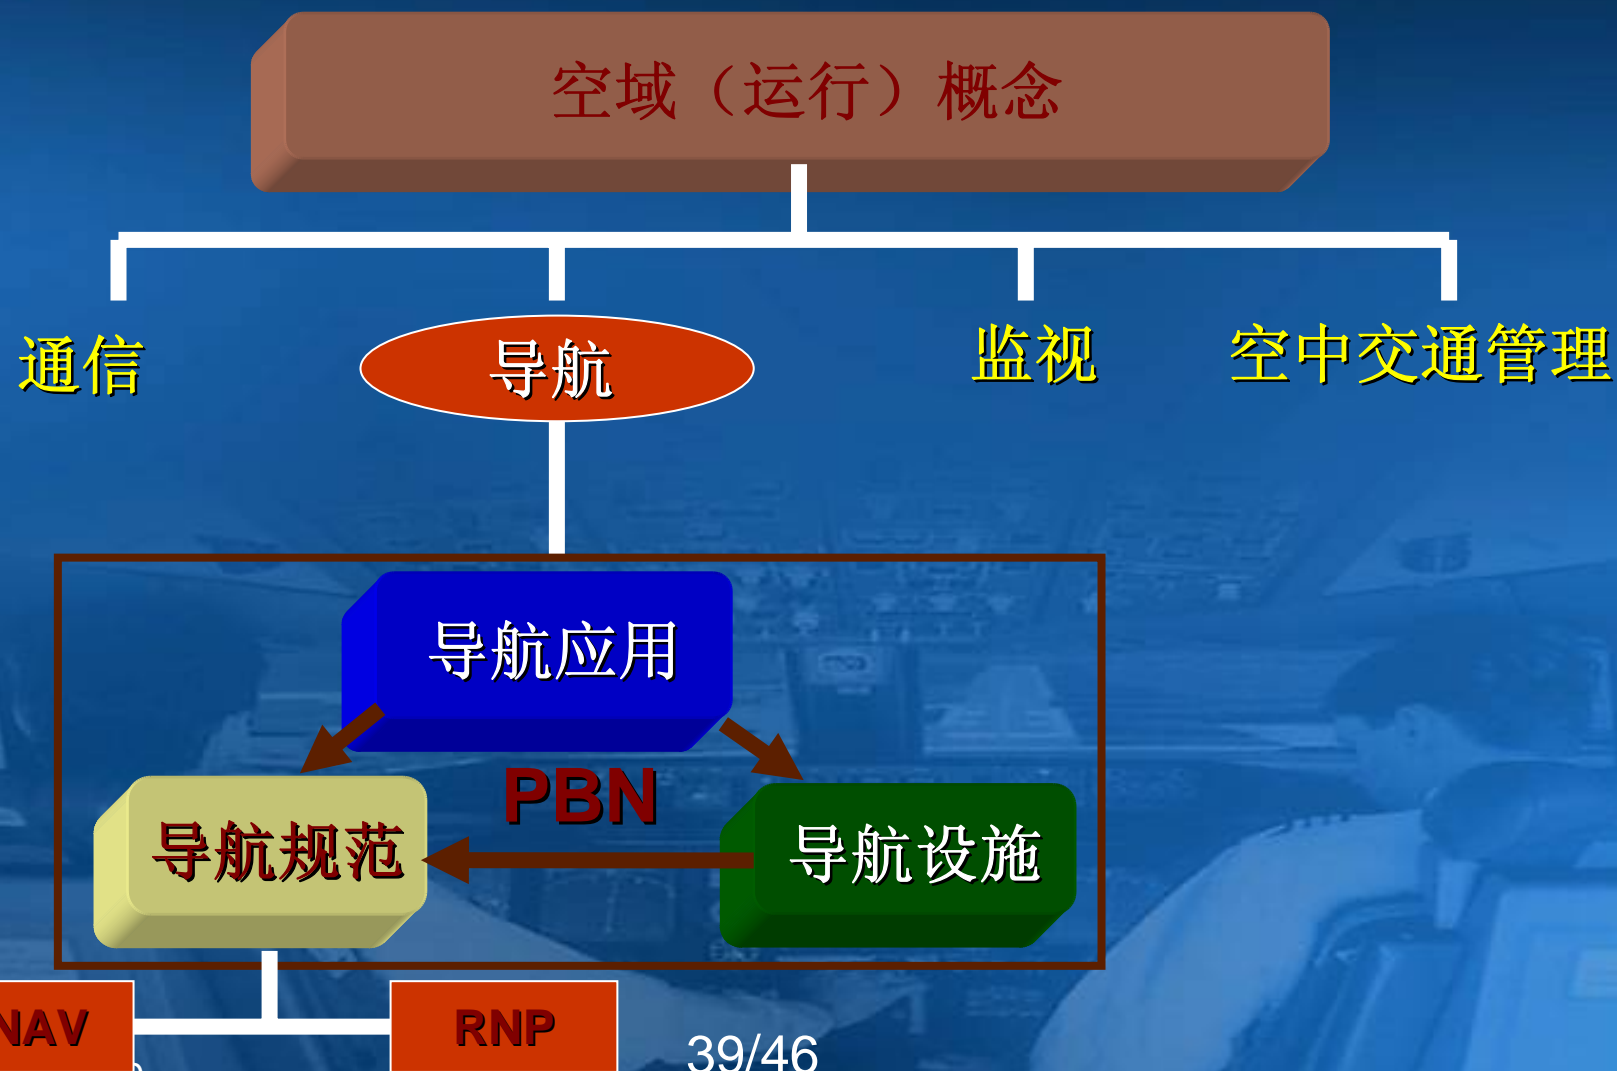 空域（运行）概念
通信
导航
监视
空中交通管理
导航应用
PBN
导航规范
导航设施
NAV
RNP
39/46